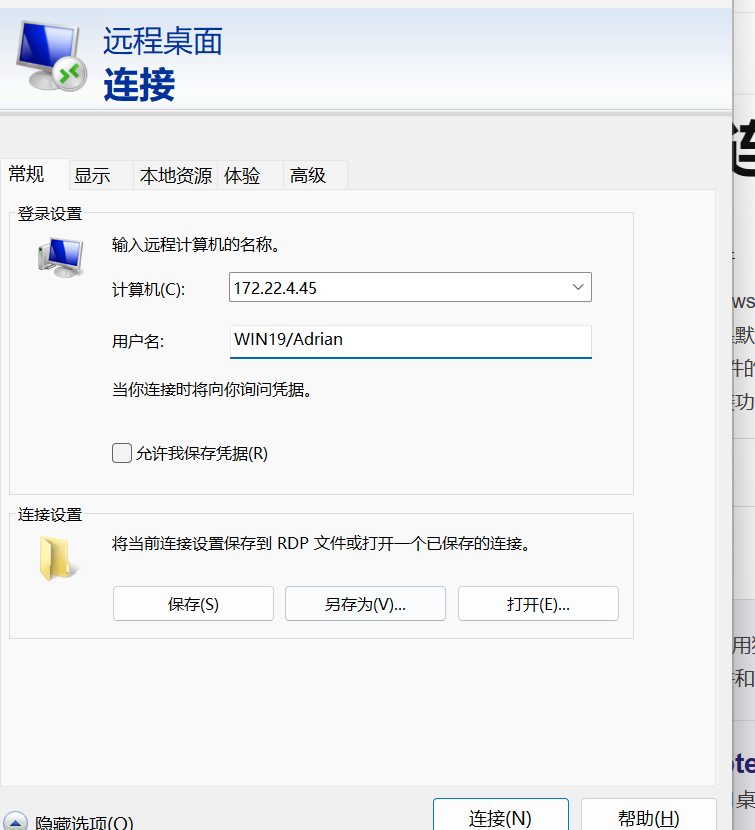 远程桌面
连接
常规
显示
本地资源
体验
高级
登录设置
输入远程计算机的名称。
计算机(C):
172.22.4.45
用户名:
WIN19/Adrian
当你连接时将向你询问凭据。
允许我保存凭据(R)
连接设置
将当前连接设置保存到 RDP 文件或打开一个已保存的连接。
保存(S)
另存为(V)...
打开(E)...
隐藏选项(O)
连接(N)
帮助(H)
ws
默
件的
功
用
和
桌